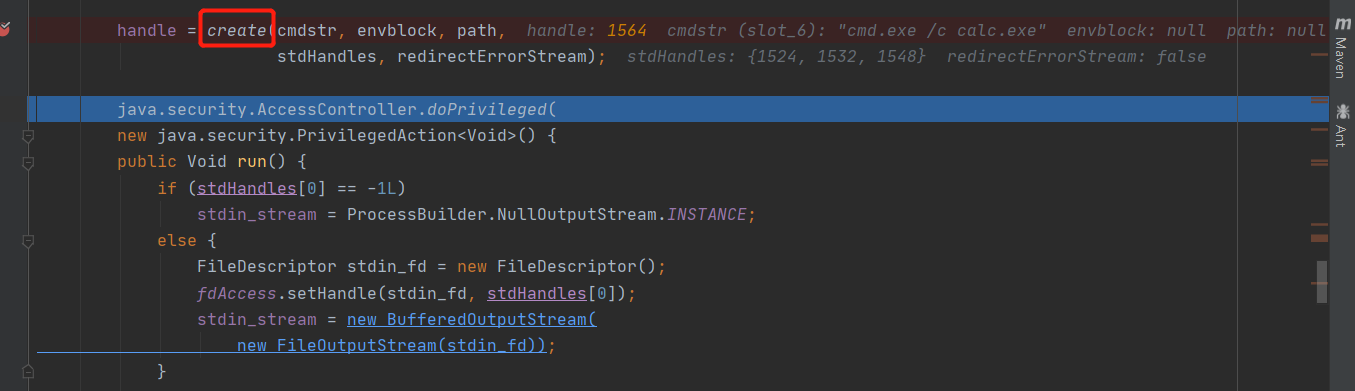 handle = create(cmdstr, envblock, path, handle: 1564 cmdstr (slot_6): "cmd.exe /c calc.exe" envblock: null path: null
stdHandles, redirectErrorStream); stdHandles: {1524, 1532, 1548} redirectErrorStream: false
java.security.AccessController.doPrivileged(
new java.security.PrivilegedAction<Void>() {
public Void run() {
if (stdHandles[0] == -1L)
stdin_stream = ProcessBuilder.NullOutputStream.INSTANCE;
else {
FileDescriptor stdin_fd = new FileDescriptor();
fdAccess.setHandle(stdin_fd, stdHandles[0]);
stdin_stream = new BufferedOutputStream(
new FileOutputStream(stdin_fd));
}
m
Maven
Ant